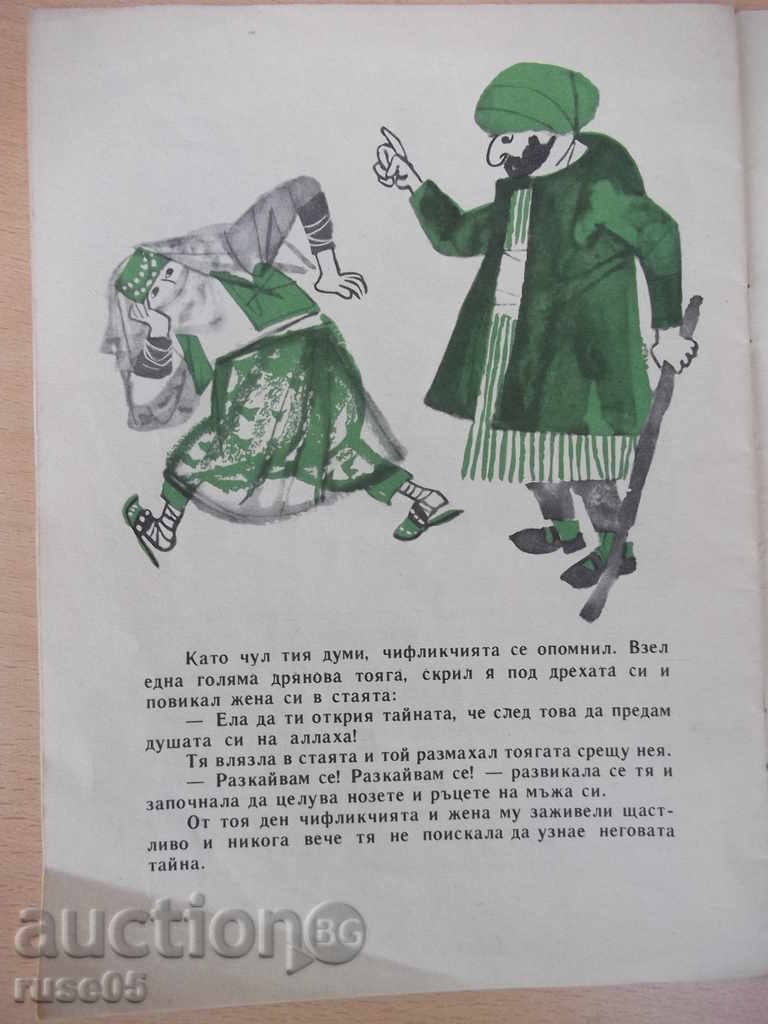 Като чул тия думи, чифликчията се опомнил. Взел
една голяма дрянова тояга, скрил я под дрехата си и
повикал жена си в стаята:
— Ела да ти открия тайната, че след това да предам
душата си на аллаха!
Тя влязла в стаята и той размахал тоягата срещу нея.
— Разкайвам се! Разкайвам се! — развикала се тя и
започнала да целува нозете и ръцете на мъжа си.
От тоя ден чифликчията и жена му заживели щаст-
ливо и никога вече тя не поискала да узнае неговата
тайна.
auction BG
ruse05